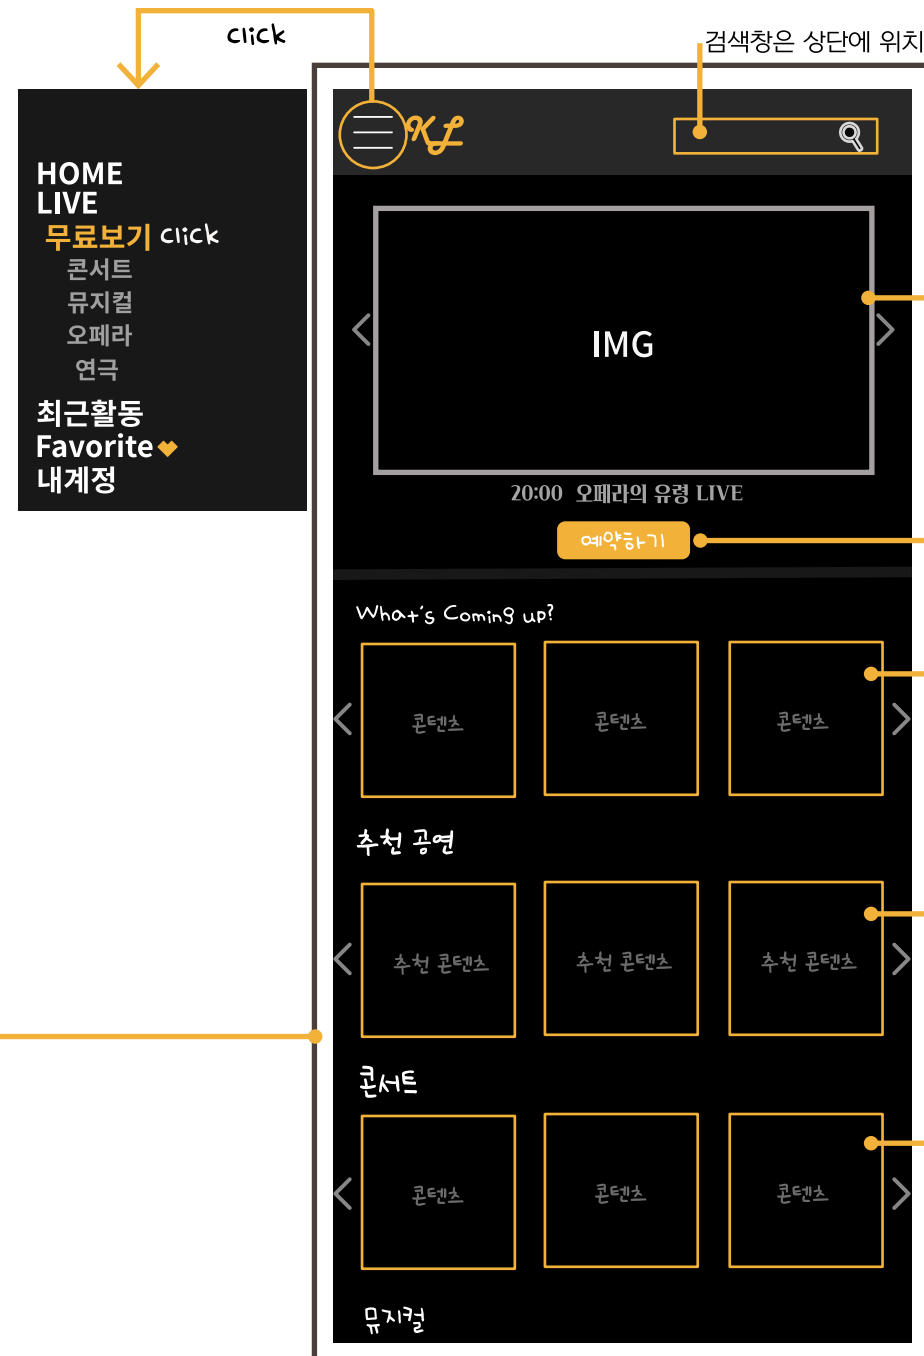 click
검색창은 상단에 위치
KL
HOME
LIVE
무료보기 click
콘서트
뮤지컬
오페라
연극
최근활동
Favorite
내계정
IMG
20:00 오페라의 유령 LIVE
예약하기
What's Coming up?
콘텐츠 콘텐츠 콘텐츠
추천 공연
추천 콘텐츠 추천 콘텐츠 추천 콘텐츠
콘서트
콘텐츠 콘텐츠 콘텐츠
뮤지컬